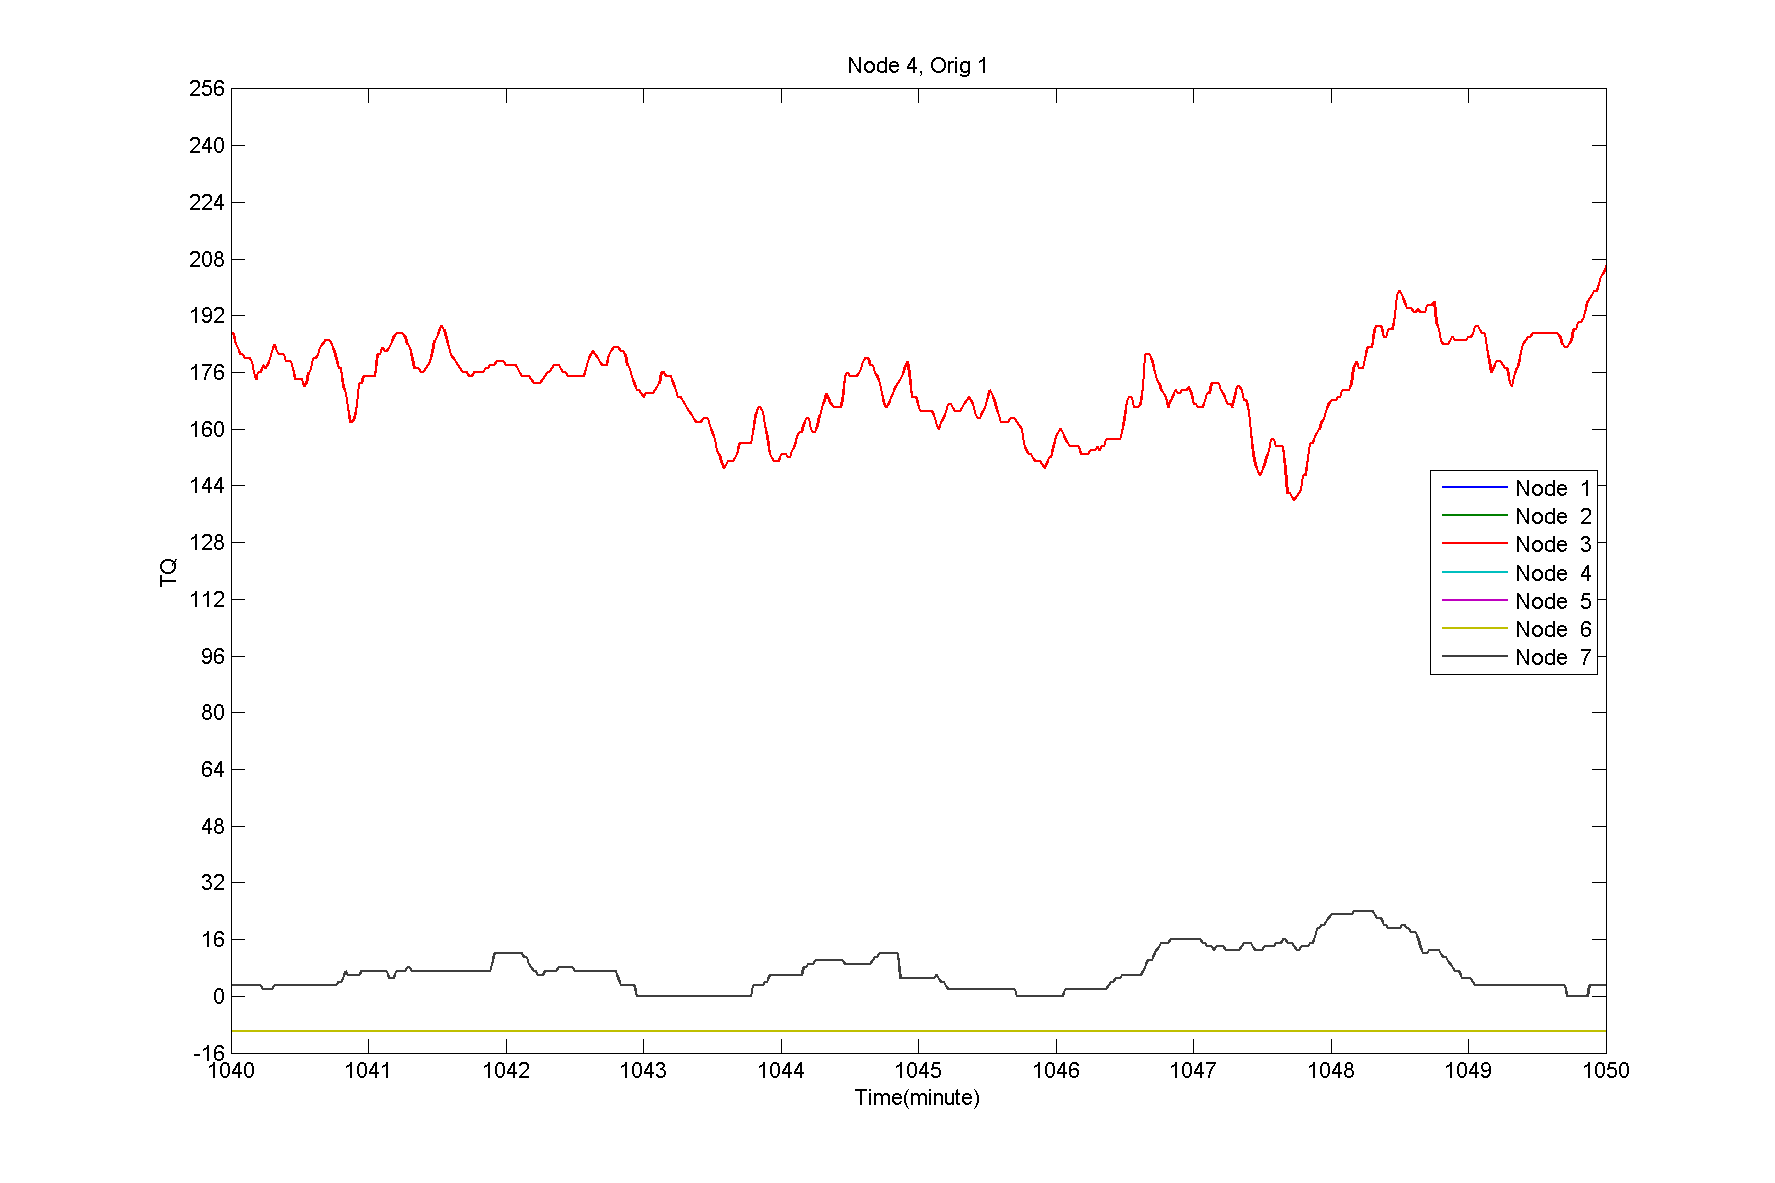 Node 4, Orig 1
256
240
224
208
192
176
160
144
128
112
96
80
64
48
32
16
0
-16
TQ
Node 1
Node 2
Node 3
Node 4
Node 5
Node 6
Node 7
1040 1041 1042 1043 1044 1045 1046 1047 1048 1049 1050
Time(minute)